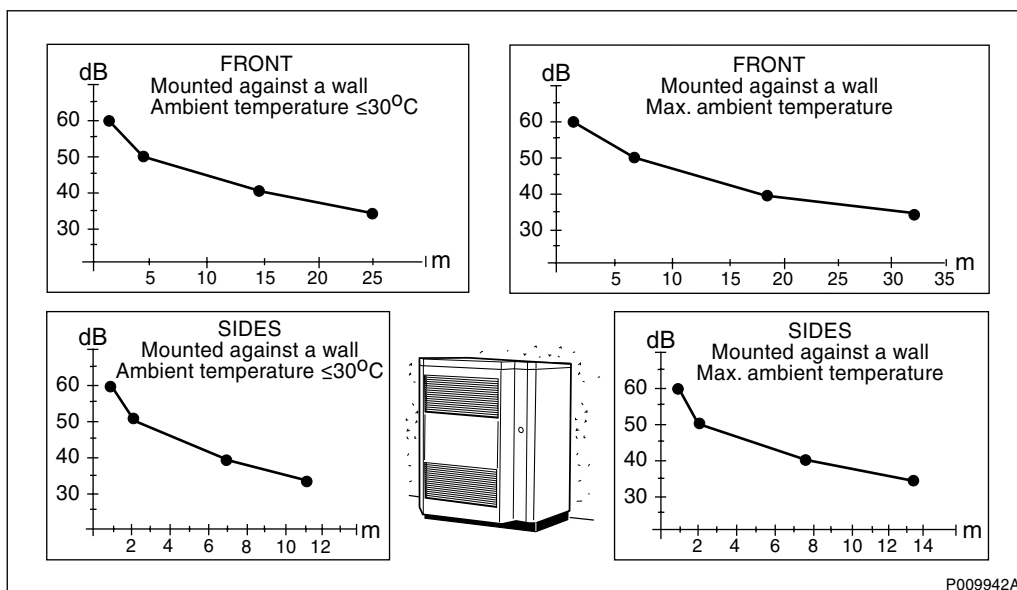 FRONT
dB
Mounted against a wall
Ambient temperature ≤30°C
60
50
40
30
5 10 15 20 25 m
FRONT
dB
Mounted against a wall
Max. ambient temperature
60
50
40
30
5 10 15 20 25 30 35 m
SIDES
dB
Mounted against a wall
Ambient temperature ≤30°C
60
50
40
30
2 4 6 8 10 12 m
SIDES
dB
Mounted against a wall
Max. ambient temperature
60
50
40
30
2 4 6 8 10 12 14 m
P009942A